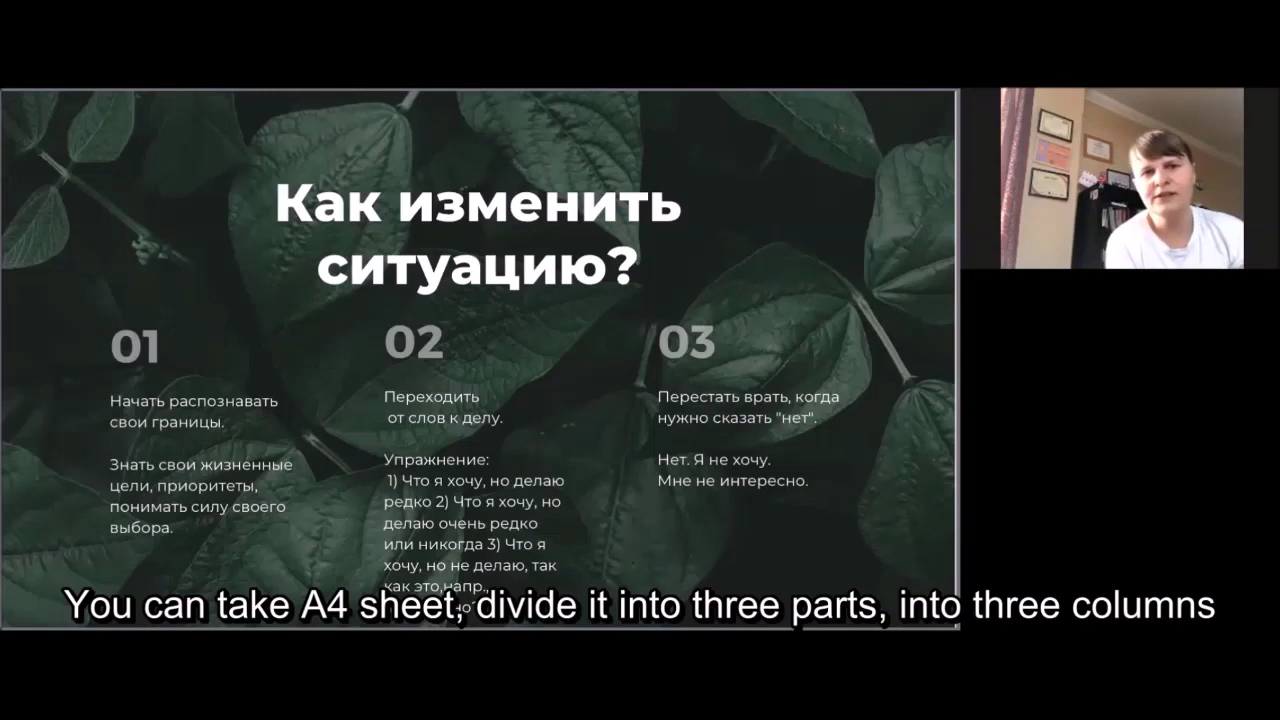 Как изменить
ситуацию?
01
Начать распознавать
свои границы.
Знать свои жизненные
цели, приоритеты,
понимать силу своего
выбора.
02
Переходить
от слов к делу.
Упражнение:
1) Что я хочу, но делаю
редко 2) Что я хочу, но
делаю очень редко
или никогда 3) Что я
хочу, но не делаю, так
как это,напр.,
03
Перестать врать, когда
нужно сказать "нет".
Нет. Я не хочу.
Мне не интересно.
You can take A4 sheet, divide it into three parts, into three columns